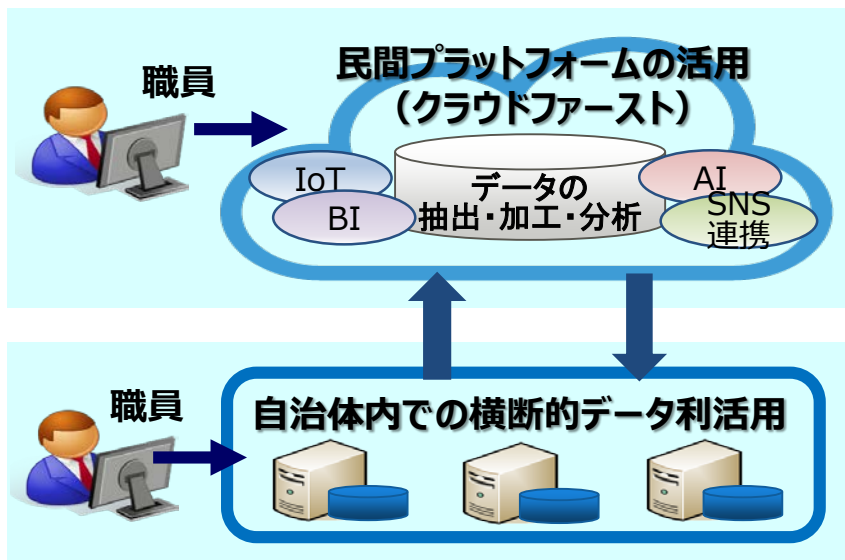 職員
民間プラットフォームの活用
（クラウドファースト）
IoT
BI
データの
抽出・加工・分析
AI
SNS
連携
職員
自治体内での横断的データ利活用